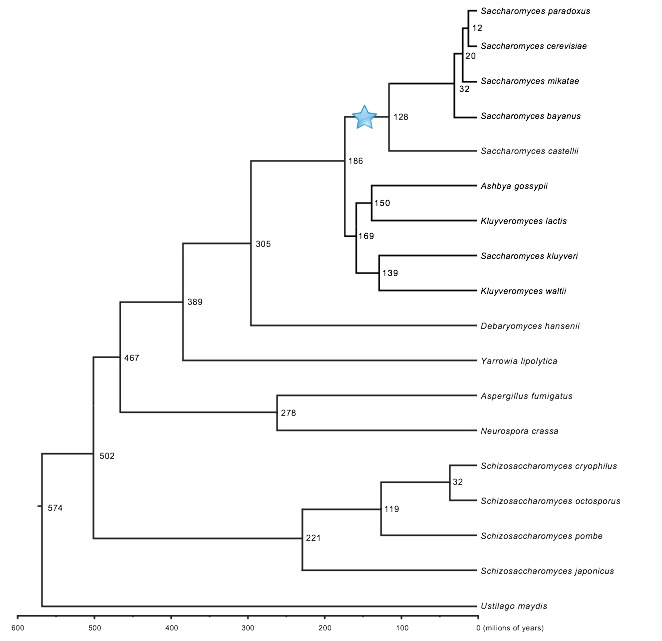 Saccharomyces paradoxus
12
Saccharomyces cerevisiae
20
Saccharomyces mikatae
32
Saccharomyces bayanus
128
Saccharomyces castellii
186
Ashbya gossypii
150
Kluyveromyces lactis
169
Saccharomyces kluyveri
305
139
Kluyveromyces waltii
389
Debaryomyces hansenii
467
Yarrowia lipolytica
Aspergillus fumigatus
278
Neurospora crassa
502
Schizosaccharomyces cryophilus
32
Schizosaccharomyces octosporus
574
119
Schizosaccharomyces pombe
221
Schizosaccharomyces japonicus
Ustilago maydis
600 500 400 300 200 100 0 (milions of years)